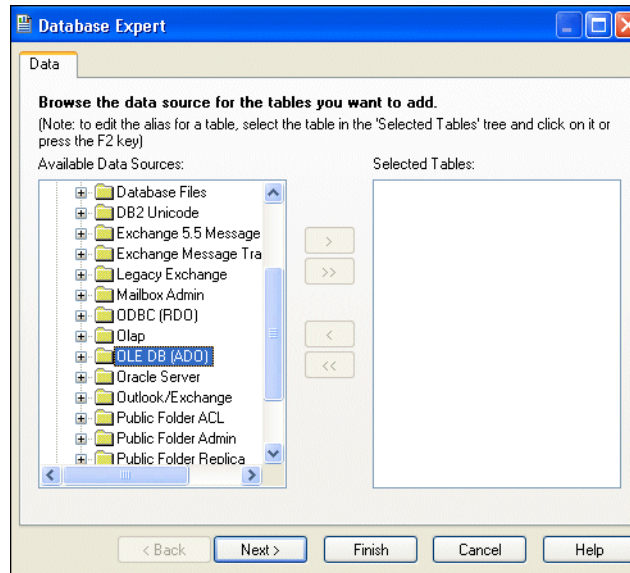 Database Expert
Data
Browse the data source for the tables you want to add.
(Note: to edit the alias for a table, select the table in the 'Selected Tables' tree and click on it or
press the F2 key)
Available Data Sources:
Selected Tables:
Database Files
DB2 Unicode
Exchange 5.5 Message
Exchange Message Tra
Legacy Exchange
Mailbox Admin
ODBC (RDO)
Olap
OLE DB (ADO)
Oracle Server
Outlook/Exchange
Public Folder ACL
Public Folder Admin
Public Folder Replica
>
>>
<
<<
< Back
Next >
Finish
Cancel
Help